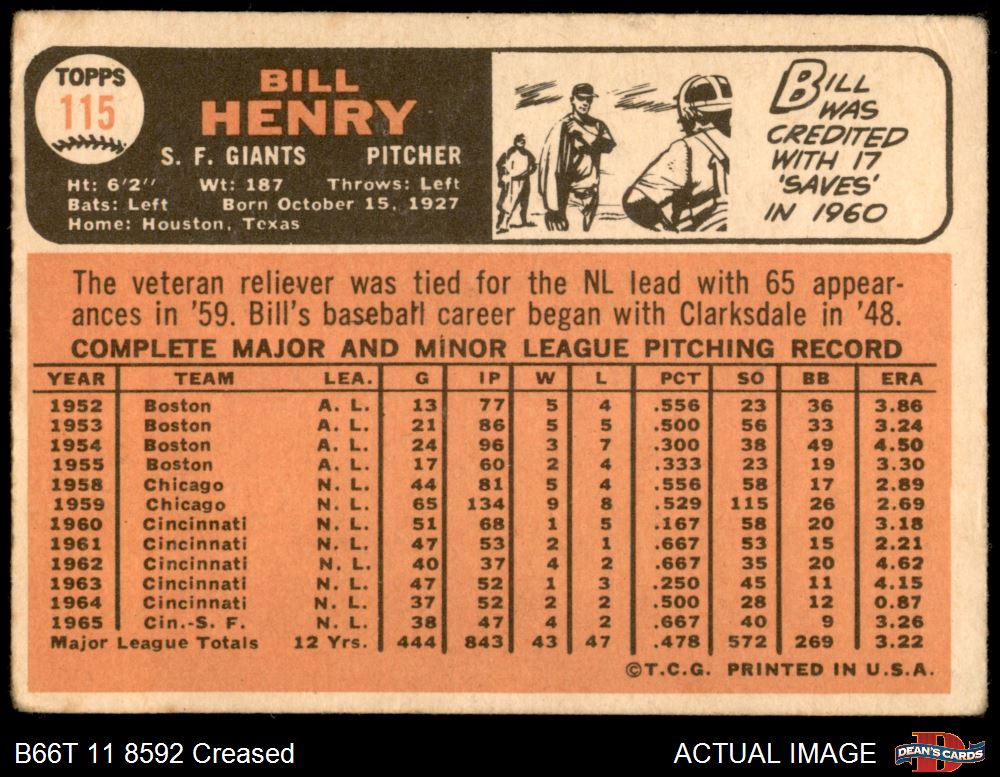 TOPPS
115
BILL
HENRY
S. F. GIANTS PITCHER
Ht: 6'2" Wt: 187 Throws: Left
Bats: Left Born October 15, 1927
Home: Houston, Texas
BILL
WAS
CREDITED
WITH 17
'SAVES'
IN 1960
The veteran reliever was tied for the NL lead with 65 appear-
ances in '59. Bill's baseball career began with Clarksdale in '48.
COMPLETE MAJOR AND MINOR LEAGUE PITCHING RECORD
YEAR TEAM LEA. G IP W L PCT SO BB ERA
1952 Boston A. L. 13 77 5 4 .556 23 36 3.86
1953 Boston A. L. 21 86 5 5 .500 56 33 3.24
1954 Boston A. L. 24 96 3 7 .300 38 49 4.50
1955 Boston A. L. 17 60 2 4 .333 23 19 3.30
1958 Chicago N. L. 44 81 5 4 .556 58 17 2.89
1959 Chicago N. L. 65 134 9 8 .529 115 26 2.69
1960 Cincinnati N. L. 51 68 1 5 .167 58 20 3.18
1961 Cincinnati N. L. 47 53 2 1 .667 53 15 2.21
1962 Cincinnati N. L. 40 37 4 2 .667 35 20 4.62
1963 Cincinnati N. L. 47 52 1 3 .250 45 11 4.15
1964 Cincinnati N. L. 37 52 2 2 .500 28 12 0.87
1965 Cin.-S. F. N. L. 38 47 4 2 .667 40 9 3.26
Major League Totals 12 Yrs. 444 843 43 47 .478 572 269 3.22
©T.C.G. PRINTED IN U.S.A.
B66T 11 8592 Creased ACTUAL IMAGE
DEAN'S CARDS